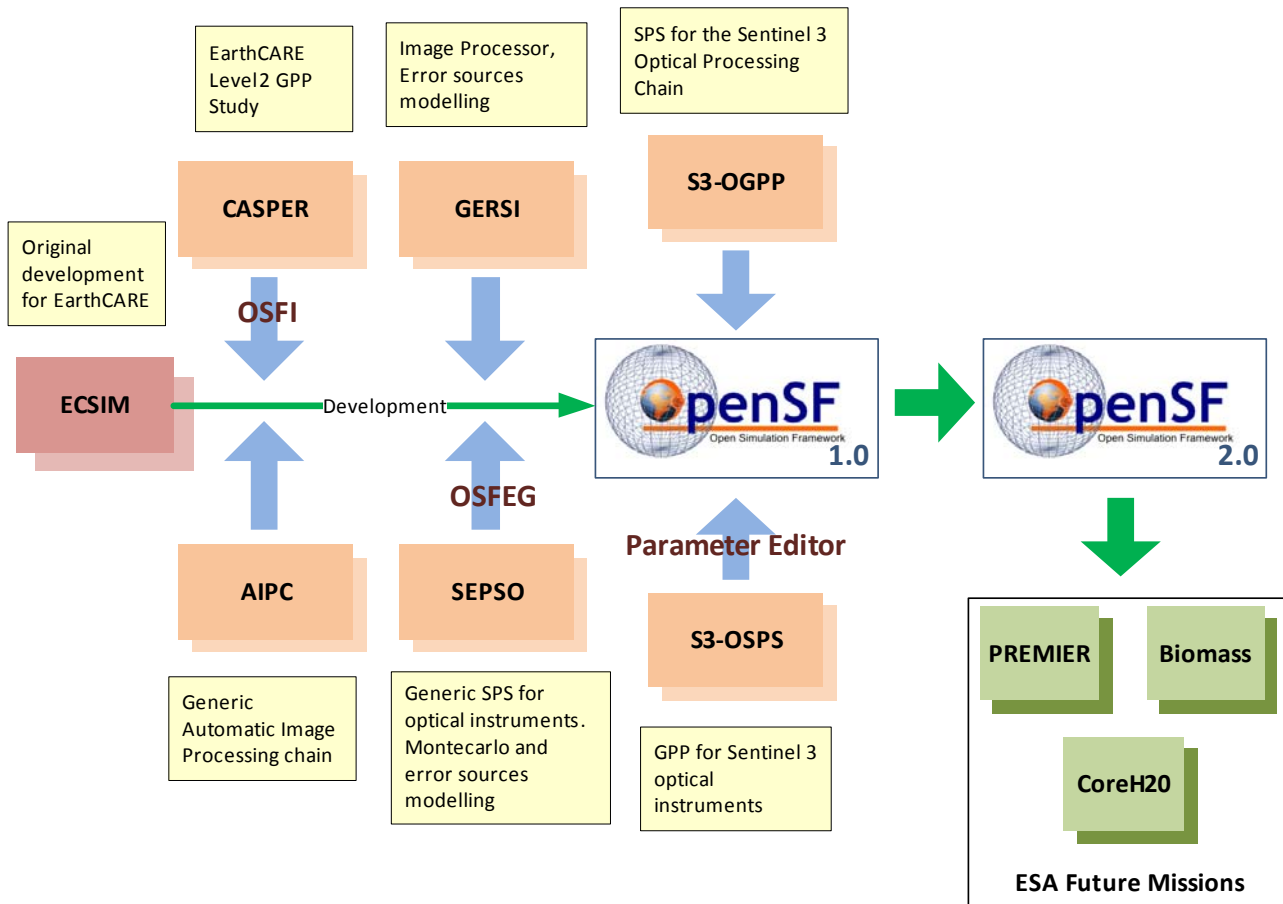 EarthCARE
Level2 GPP
Study
Image Processor,
Error sources
modelling
SPS for the Sentinel 3
Optical Processing
Chain
CASPER
GERSI
S3-OGPP
Original
development
for EarthCARE
OSFI
ECSIM
Development
OpenSF
Open Simulation Framework
1.0
OpenSF
Open Simulation Framework
2.0
OSFEG
Parameter Editor
AIPC
SEPSO
S3-OSPS
Generic
Automatic Image
Processing chain
Generic SPS for
optical instruments.
Montecarlo and
error sources
modelling
GPP for Sentinel 3
optical
instruments
PREMIER
Biomass
CoreH20
ESA Future Missions